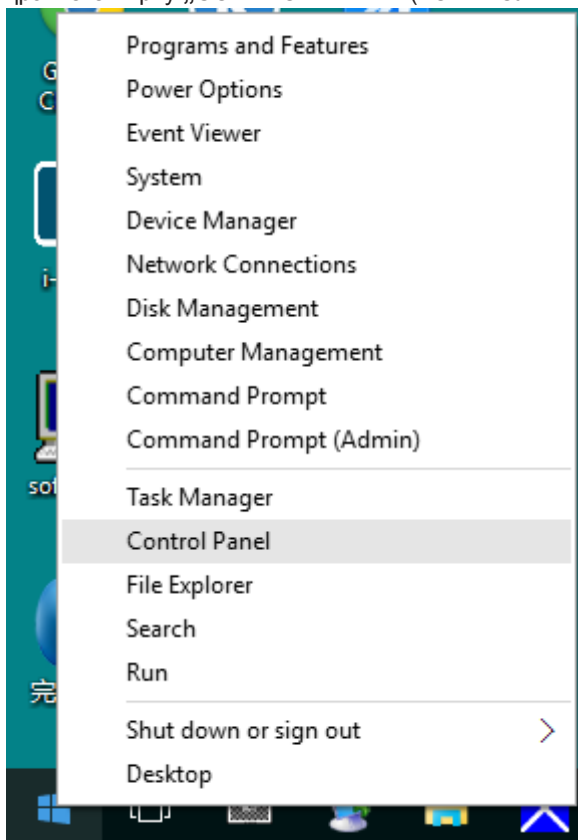 Programs and Features
Power Options
Event Viewer
System
Device Manager
Network Connections
Disk Management
Computer Management
Command Prompt
Command Prompt (Admin)
Task Manager
Control Panel
File Explorer
Search
Run
Shut down or sign out
Desktop